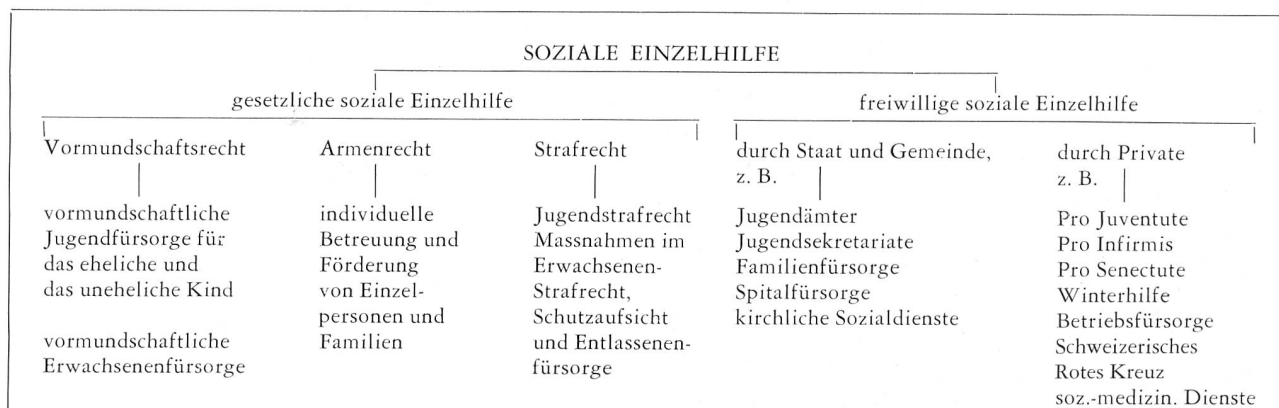 SOZIALE EINZELHILFE
gesetzliche soziale Einzelhilfe
freiwillige soziale Einzelhilfe
Vormundschaftsrecht
vormundschaftliche
Jugendfürsorge für
das eheliche und
das uneheliche Kind
vormundschaftliche
Erwachsenenfürsorge
Armenrecht
individuelle
Betreuung und
Förderung
von Einzel-
personen und
Familien
Strafrecht
Jugendstrafrecht
Massnahmen im
Erwachsenen-
Strafrecht,
Schutzaufsicht
und Entlassenen-
fürsorge
durch Staat und Gemeinde,
z. B.
Jugendämter
Jugendsekretariate
Familienfürsorge
Spitalfürsorge
kirchliche Sozialdienste
durch Private
z. B.
Pro Juventute
Pro Infirmis
Pro Senectute
Winterhilfe
Betriebsfürsorge
Schweizerisches
Rotes Kreuz
soz.-medizin. Dienste